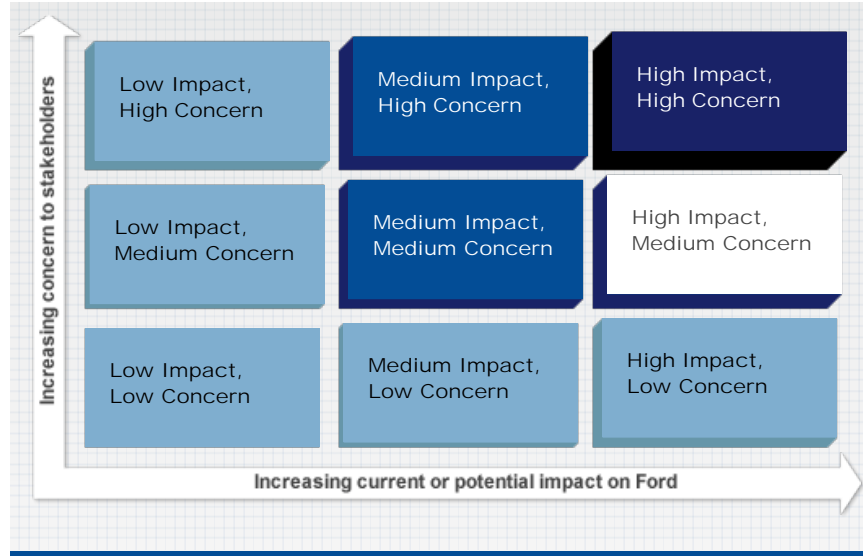 Increasing concern to stakeholders
Low Impact,
High Concern
Medium Impact,
High Concern
High Impact,
High Concern
Low Impact,
Medium Concern
Medium Impact,
Medium Concern
High Impact,
Medium Concern
Low Impact,
Low Concern
Medium Impact,
Low Concern
High Impact,
Low Concern
Increasing current or potential impact on Ford